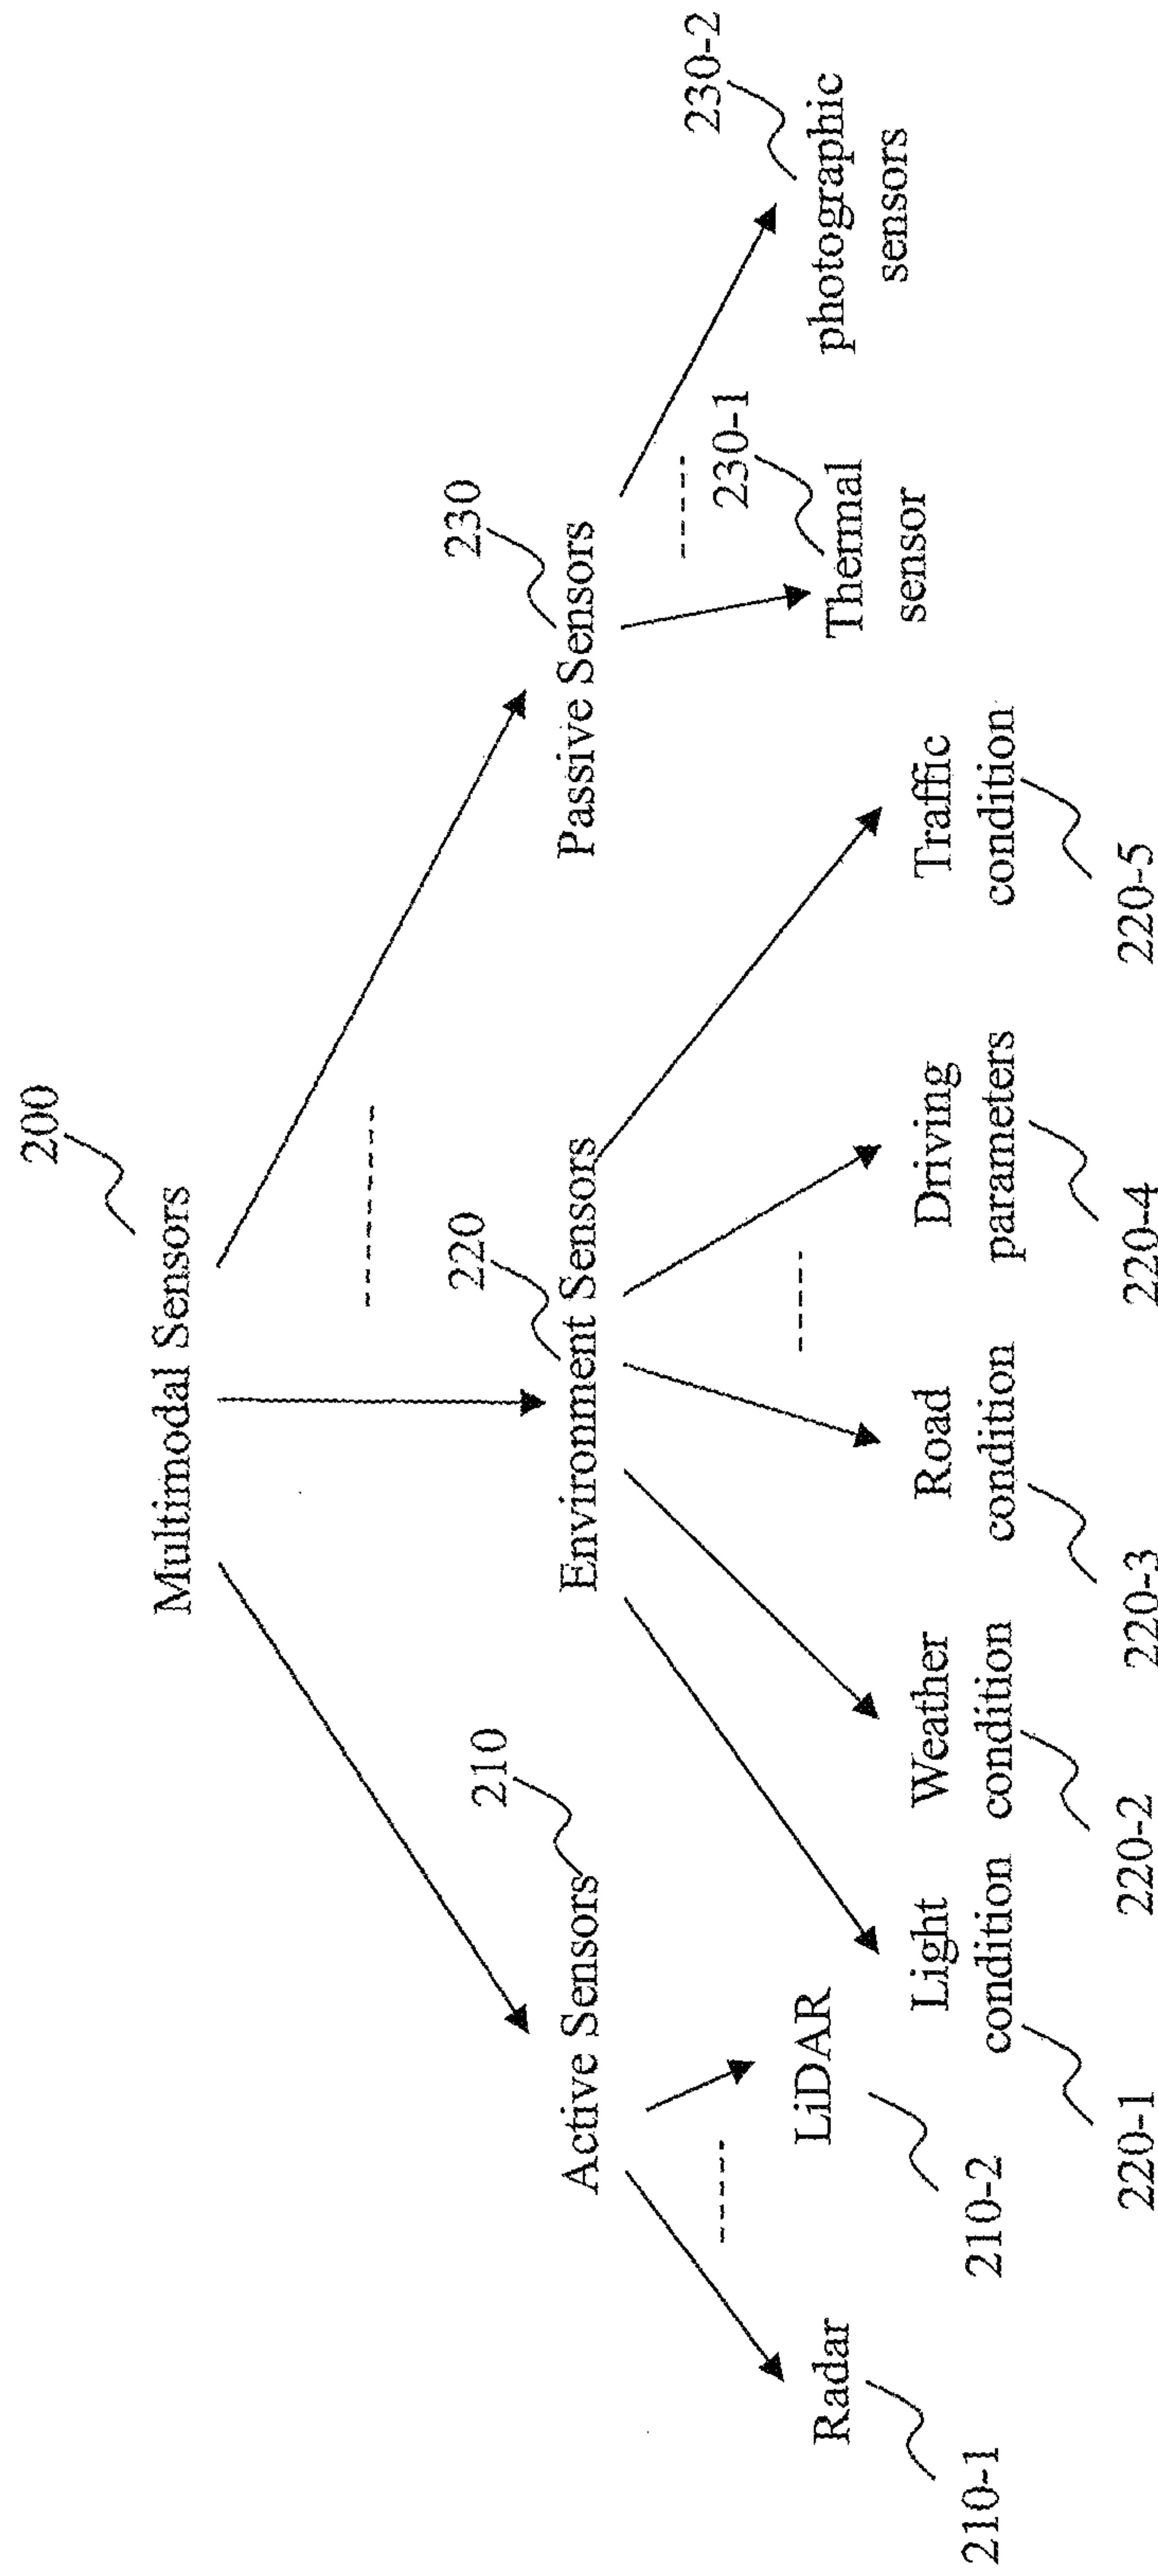 200
Multimodal Sensors
210
220
230
Active Sensors
Environment Sensors
Passive Sensors
230-1
230-2
Radar
LiDAR
Thermal
sensor
photographic
sensors
210-1
210-2
Light
condition
Weather
condition
Road
condition
Driving
parameters
Traffic
condition
220-1
220-2
220-3
220-4
220-5